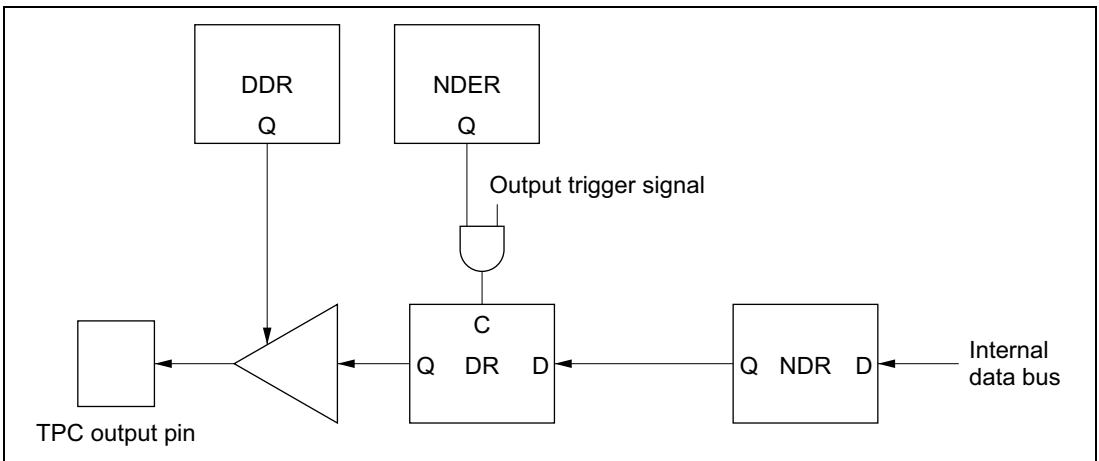 DDR
Q
NDER
Q
Output trigger signal
C
Q DR D
Q NDR D
Internal
data bus
TPC output pin